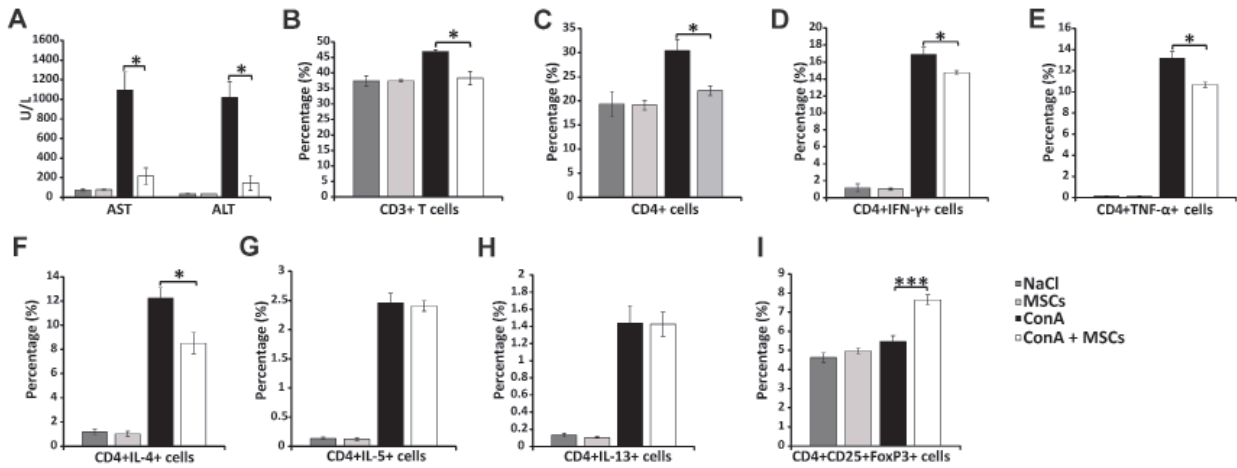 A
U/L
1600
1400
1200
1000
800
600
400
200
0
*
*
AST
ALT
B
Percentage (%)
50
45
40
35
30
25
20
15
10
5
0
*
CD3+ T cells
C
Percentage (%)
35
30
25
20
15
10
5
0
*
CD4+ cells
D
Percentage (%)
20
18
16
14
12
10
8
6
4
2
0
*
CD4+IFN-γ+ cells
E
Percentage (%)
16
14
12
10
8
6
4
2
0
*
CD4+TNF-α+ cells
F
Percentage (%)
14
12
10
8
6
4
2
0
*
CD4+IL-4+ cells
G
Percentage (%)
3
2.5
2
1.5
1
0.5
0
CD4+IL-5+ cells
H
Percentage (%)
2
1.8
1.6
1.4
1.2
1
0.8
0.6
0.4
0.2
0
CD4+IL-13+ cells
I
Percentage (%)
9
8
7
6
5
4
3
2
1
0
***
CD4+CD25+FoxP3+ cells
NaCl
MSCs
ConA
ConA + MSCs